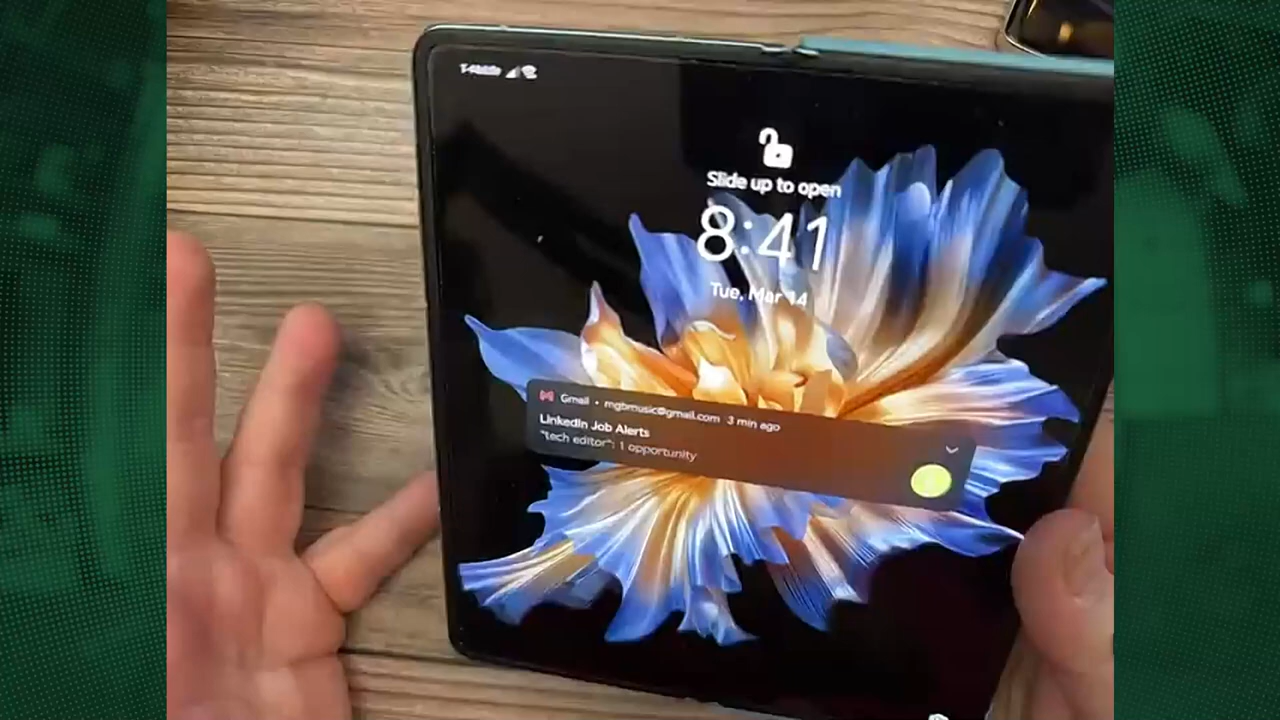 T-Mobile
Slide up to open
8:41
Tue, Mar 14
Gmail • mgbmusic@gmail.com 3 min ago
LinkedIn Job Alerts
"tech editor": 1 opportunity